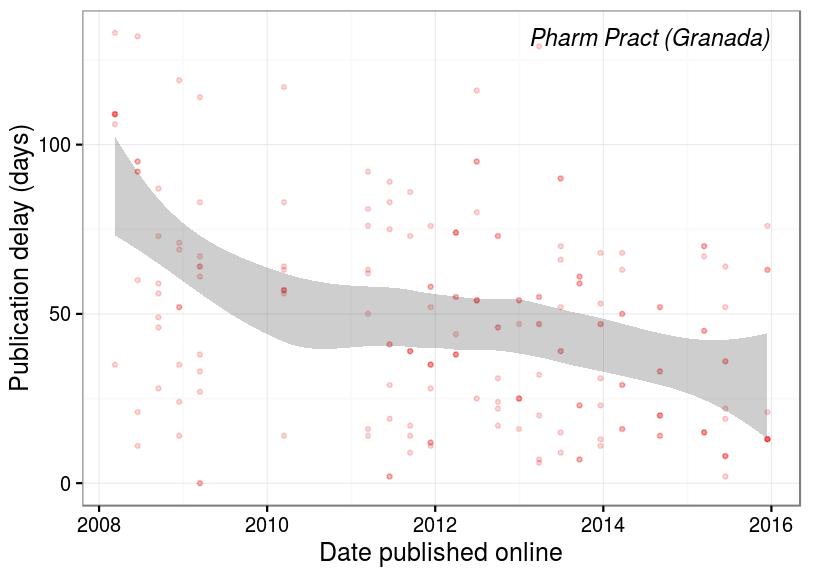 Pharm Pract (Granada)
Publication delay (days)
100
50
0
2008 2010 2012 2014 2016
Date published online